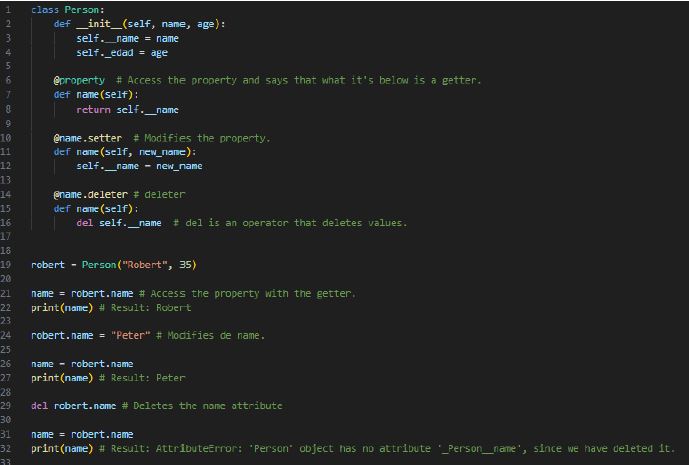 1 class Person:
2 def __init__(self, name, age):
3 self.__name = name
4 self._edad = age
5
6 @property # Access the property and says that what it's below is a getter.
7 def name(self):
8 return self.__name
9
10 @name.setter # Modifies the property.
11 def name(self, new_name):
12 self.__name = new_name
13
14 @name.deleter # deleter
15 def name(self):
16 del self.__name # del is an operator that deletes values.
17
18
19 robert = Person("Robert", 35)
20
21 name = robert.name # Access the property with the getter.
22 print(name) # Result: Robert
23
24 robert.name = "Peter" # Modifies de name.
25
26 name = robert.name
27 print(name) # Result: Peter
28
29 del robert.name # Deletes the name attribute
30
31 name = robert.name
32 print(name) # Result: AttributeError: 'Person' object has no attribute '_Person__name', since we have deleted it.
33